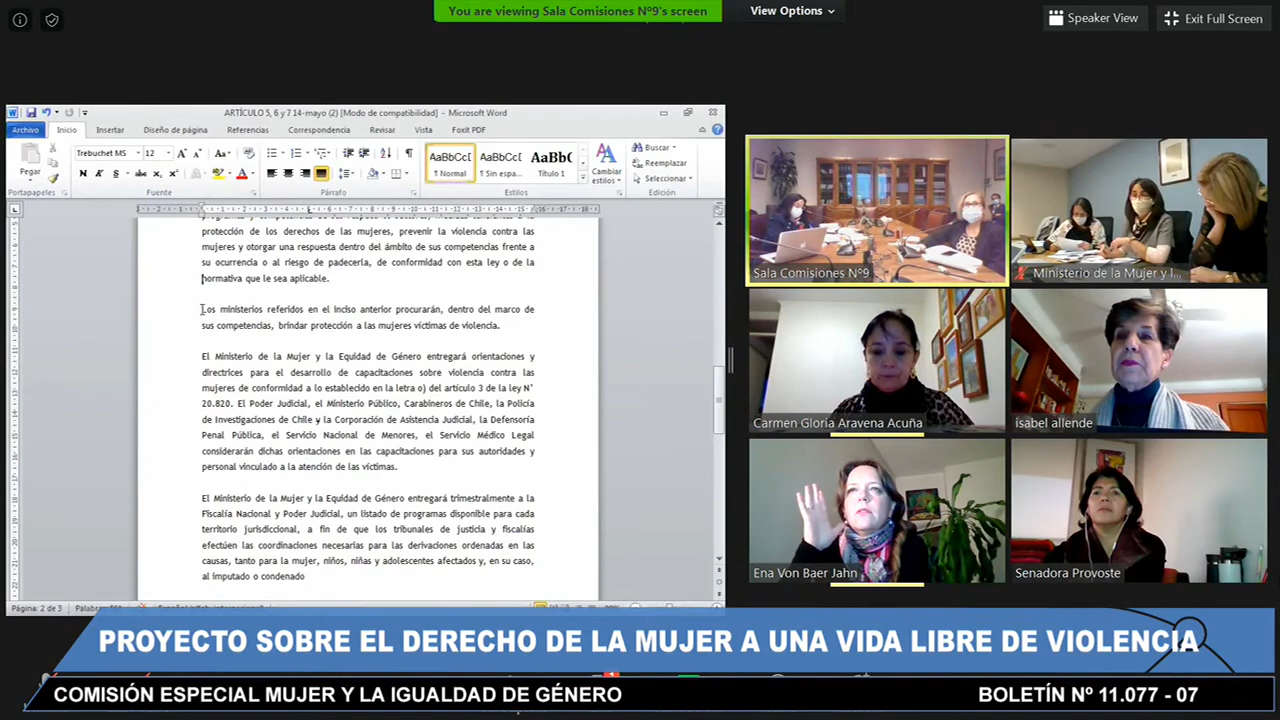 You are viewing Sala Comisiones Nº9's screen
View Options
Speaker View
Exit Full Screen
ARTÍCULO 5, 6 y 7 14-mayo (2) [Modo de compatibilidad] - Microsoft Word
Archivo
Inicio
Insertar
Diseño de página
Referencias
Correspondencia
Revisar
Vista
Foxit PDF
Pegar
Trebuchet MS
12
AaBbCcD
¶ Normal
AaBbCcD
¶ Sin espa...
AaBbC
Título 1
Cambiar estilos
Buscar
Reemplazar
Seleccionar
Portapapeles
Fuente
Párrafo
Estilos
Edición
protección de los derechos de las mujeres, prevenir la violencia contra las
mujeres y otorgar una respuesta dentro del ámbito de sus competencias frente a
su ocurrencia o al riesgo de padecerla, de conformidad con esta ley o de la
normativa que le sea aplicable.
Los ministerios referidos en el inciso anterior procurarán, dentro del marco de
sus competencias, brindar protección a las mujeres víctimas de violencia.
El Ministerio de la Mujer y la Equidad de Género entregará orientaciones y
directrices para el desarrollo de capacitaciones sobre violencia contra las
mujeres de conformidad a lo establecido en la letra o) del artículo 3 de la ley N°
20.820. El Poder Judicial, el Ministerio Público, Carabineros de Chile, la Policía
de Investigaciones de Chile y la Corporación de Asistencia Judicial, la Defensoría
Penal Pública, el Servicio Nacional de Menores, el Servicio Médico Legal
considerarán dichas orientaciones en las capacitaciones para sus autoridades y
personal vinculado a la atención de las víctimas.
El Ministerio de la Mujer y la Equidad de Género entregará trimestralmente a la
Fiscalía Nacional y Poder Judicial, un listado de programas disponible para cada
territorio jurisdiccional, a fin de que los tribunales de justicia y fiscalías
efectúen las coordinaciones necesarias para las derivaciones ordenadas en las
causas, tanto para la mujer, niños, niñas y adolescentes afectados y, en su caso,
al imputado o condenado
Página: 2 de 3
Sala Comisiones Nº9
Ministerio de la Mujer y l...
Carmen Gloria Aravena Acuña
isabel allende
Ena Von Baer Jahn
Senadora Provoste
PROYECTO SOBRE EL DERECHO DE LA MUJER A UNA VIDA LIBRE DE VIOLENCIA
COMISIÓN ESPECIAL MUJER Y LA IGUALDAD DE GÉNERO
BOLETÍN Nº 11.077 - 07